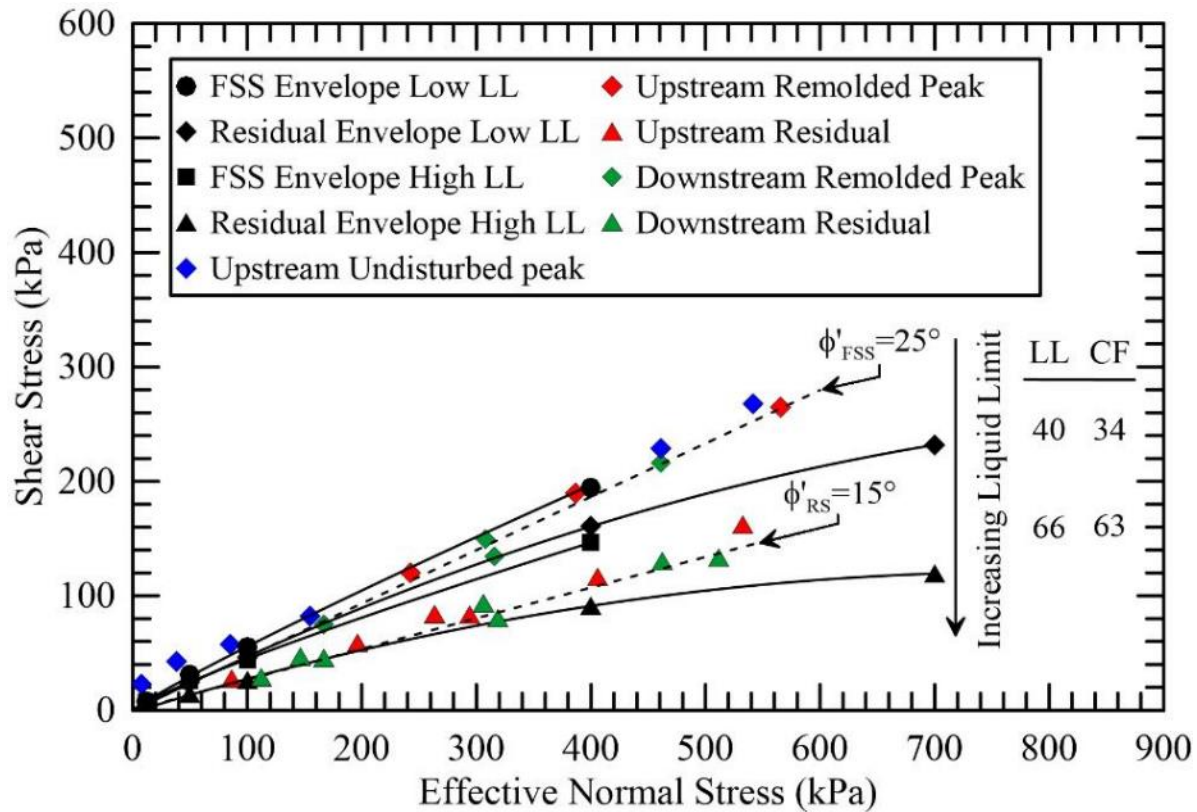 600
500
400
300
200
100
0
Shear Stress (kPa)
FSS Envelope Low LL
Residual Envelope Low LL
FSS Envelope High LL
Residual Envelope High LL
Upstream Undisturbed peak
Upstream Remolded Peak
Upstream Residual
Downstream Remolded Peak
Downstream Residual
ϕ'FSS=25°
ϕ'RS=15°
Increasing Liquid Limit
LL CF
40 34
66 63
0 100 200 300 400 500 600 700 800 900
Effective Normal Stress (kPa)